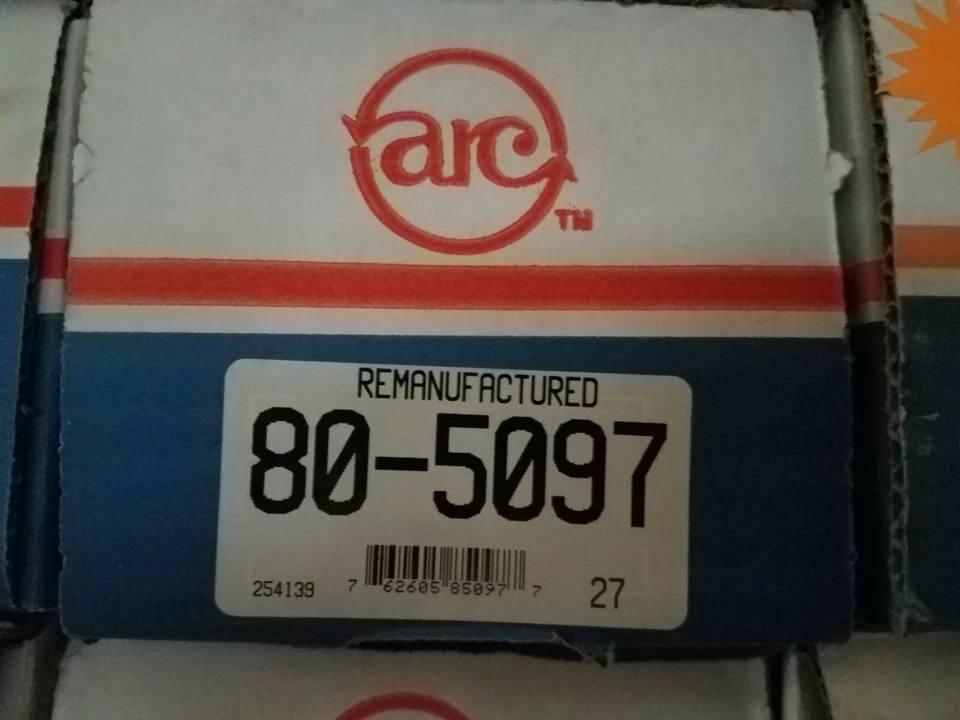 arc
TM
REMANUFACTURED
80-5097
254139 7 62605 85097 7 27